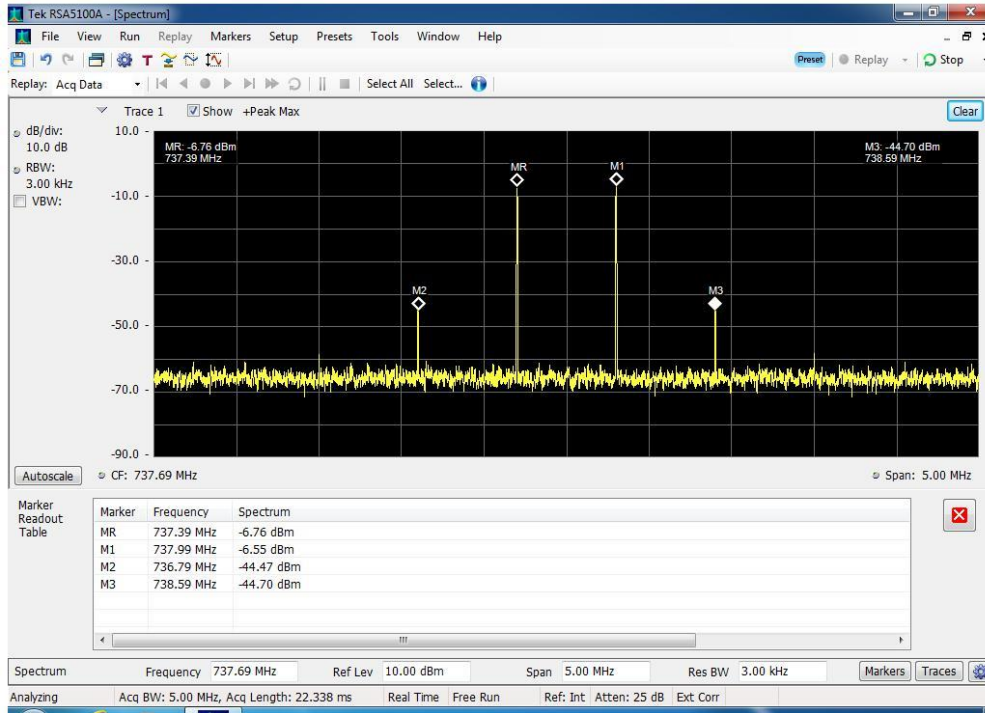 Tek RSA5100A - [Spectrum]
File View Run Replay Markers Setup Presets Tools Window Help
T Preset Replay Stop
Replay: Acq Data Select All Select...
Trace 1 Show +Peak Max Clear
dB/div:
10.0 dB
RBW:
3.00 kHz
VBW:
10.0
-10.0
-30.0
-50.0
-70.0
-90.0
MR: -6.76 dBm
737.39 MHz
M3: -44.70 dBm
738.59 MHz
MR M1
M2 M3
Autoscale CF: 737.69 MHz Span: 5.00 MHz
Marker
Readout
Table
Marker Frequency Spectrum
MR 737.39 MHz -6.76 dBm
M1 737.99 MHz -6.55 dBm
M2 736.79 MHz -44.47 dBm
M3 738.59 MHz -44.70 dBm
Spectrum Frequency 737.69 MHz Ref Lev 10.00 dBm Span 5.00 MHz Res BW 3.00 kHz Markers Traces
Analyzing Acq BW: 5.00 MHz, Acq Length: 22.338 ms Real Time Free Run Ref: Int Atten: 25 dB Ext Corr